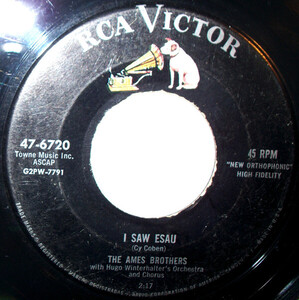 RCA VICTOR
47-6720
Towne Music Inc.
ASCAP
G2PW-7791
45 RPM
"NEW ORTHOPHONIC"
HIGH FIDELITY
I SAW ESAU
(Cy Coben)
THE AMES BROTHERS
with Hugo Winterhalter's Orchestra
and Chorus
2:17